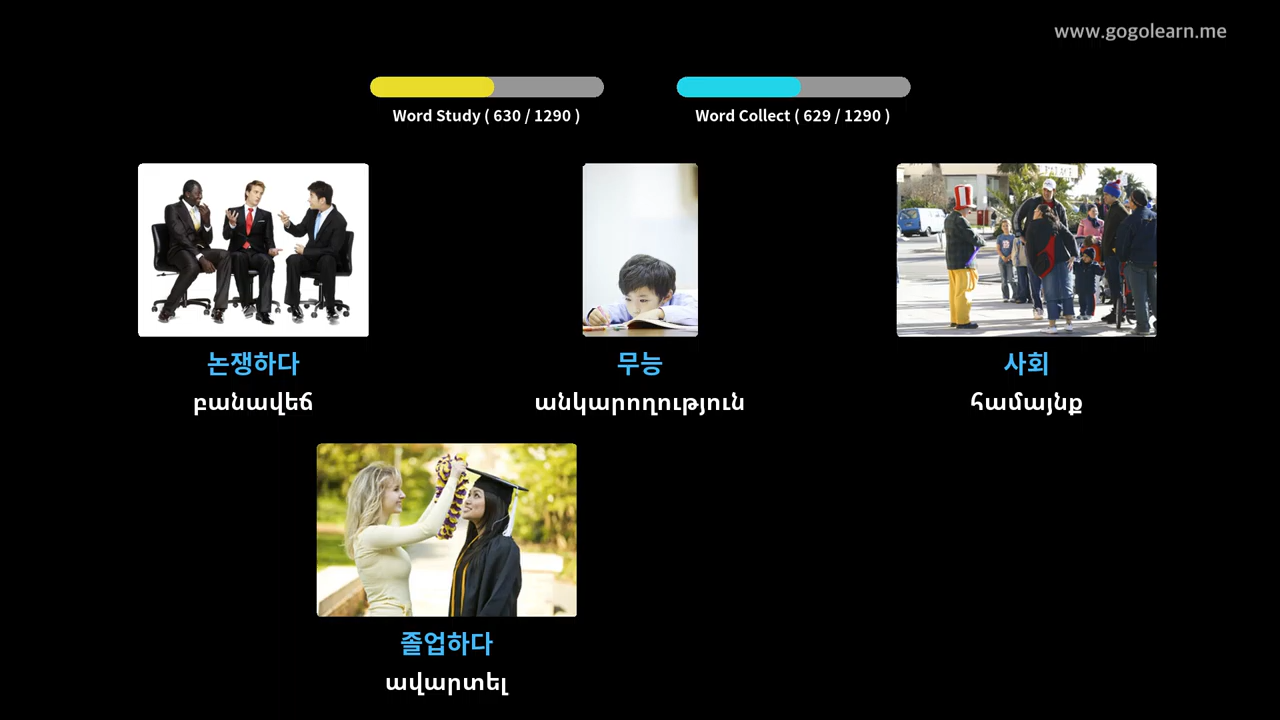 www.gogolearn.me
Word Study ( 630 / 1290 )
Word Collect ( 629 / 1290 )
논쟁하다
բանավեճ
무능
անկարողություն
사회
համայնք
졸업하다
ավարտել